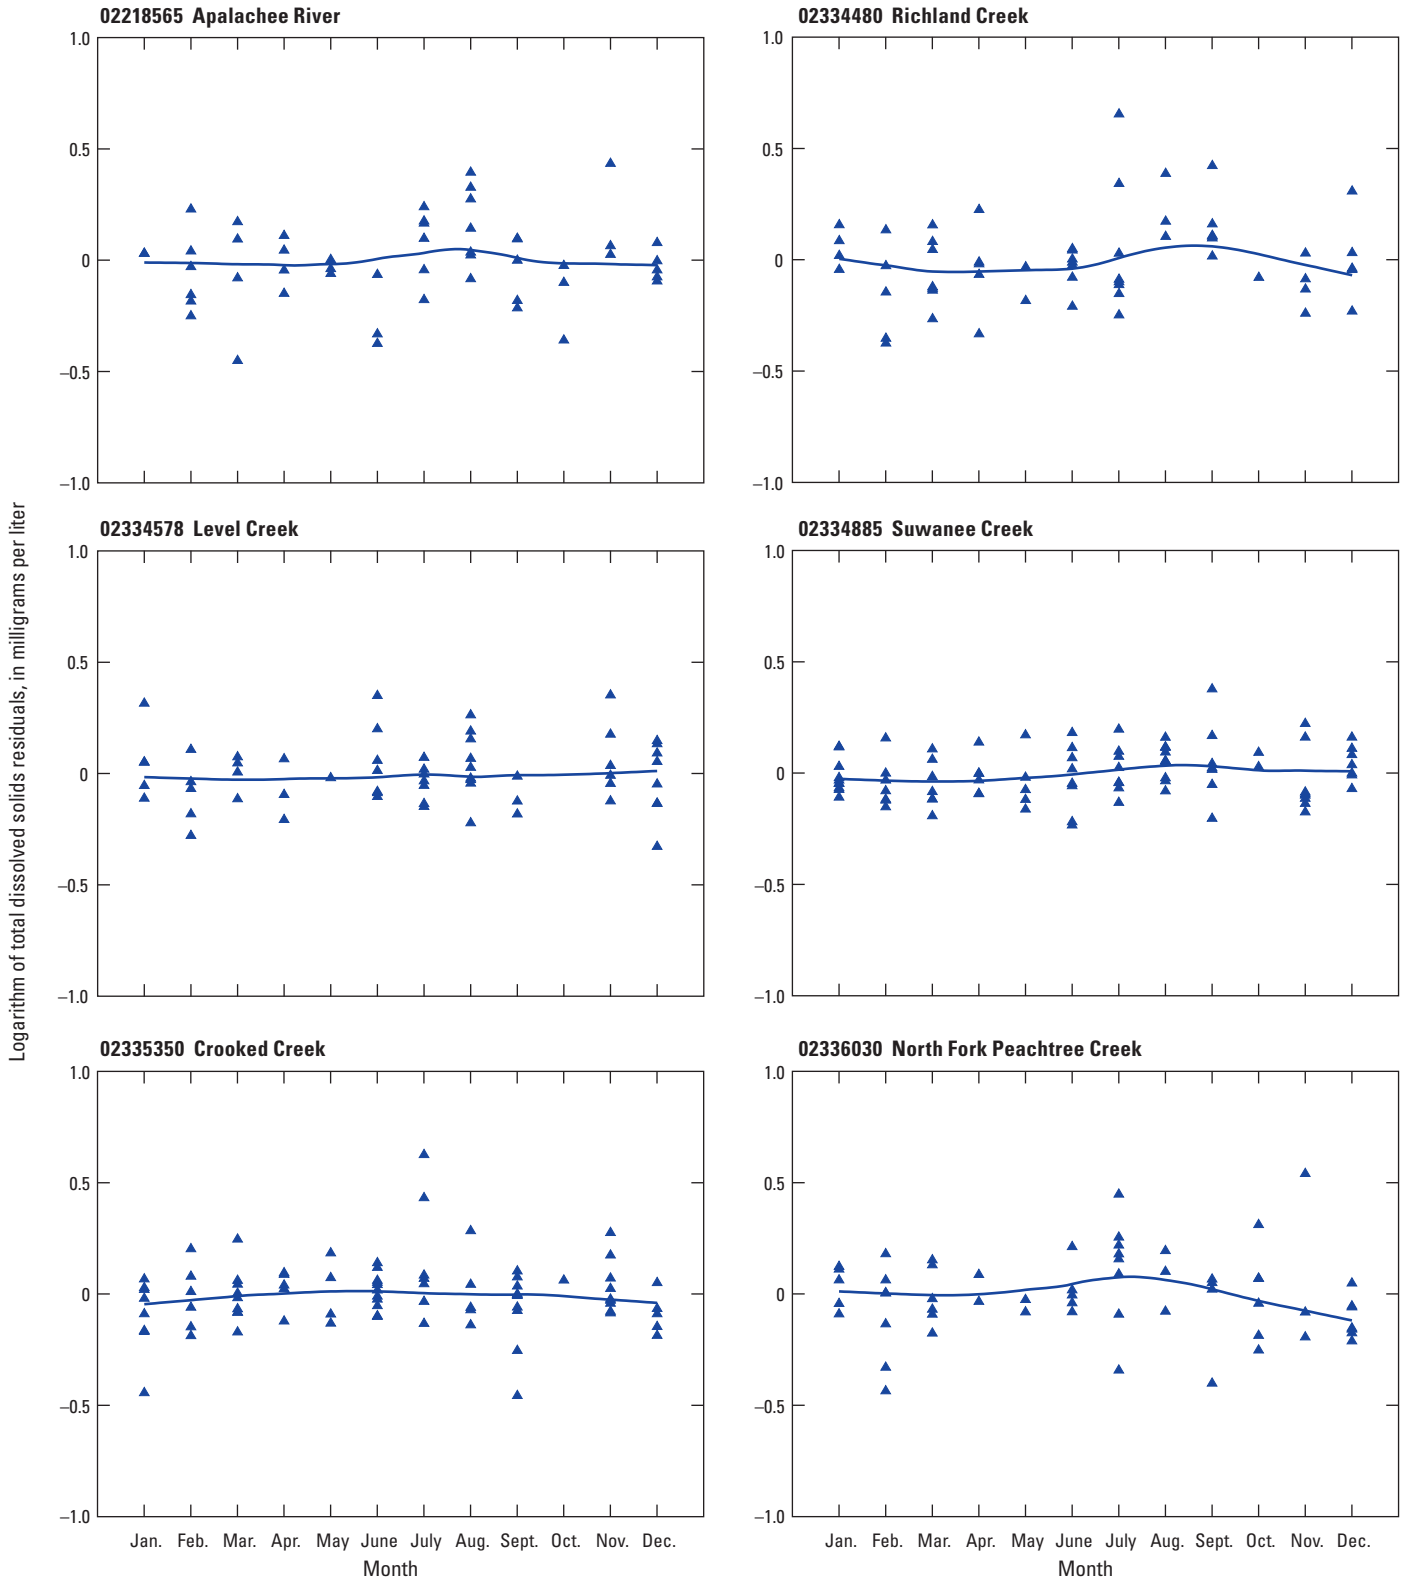 02218565 Apalachee River
1.0
0.5
0
–0.5
–1.0
02334480 Richland Creek
1.0
0.5
0
–0.5
–1.0
Logarithm of total dissolved solids residuals, in milligrams per liter
02334578 Level Creek
1.0
0.5
0
–0.5
–1.0
02334885 Suwanee Creek
1.0
0.5
0
–0.5
–1.0
02335350 Crooked Creek
1.0
0.5
0
–0.5
–1.0
Jan. Feb. Mar. Apr. May June July Aug. Sept. Oct. Nov. Dec.
Month
02336030 North Fork Peachtree Creek
1.0
0.5
0
–0.5
–1.0
Jan. Feb. Mar. Apr. May June July Aug. Sept. Oct. Nov. Dec.
Month